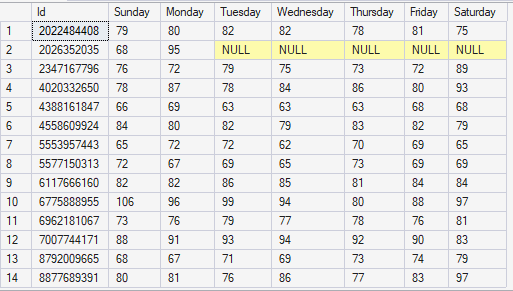 Id Sunday Monday Tuesday Wednesday Thursday Friday Saturday
1 2022484408 79 80 82 82 78 81 75
2 2026352035 68 95 NULL NULL NULL NULL NULL
3 2347167796 76 72 79 75 73 72 89
4 4020332650 78 87 78 84 86 80 93
5 4388161847 66 69 63 63 63 68 68
6 4558609924 84 80 82 79 83 82 79
7 5553957443 65 72 72 62 70 69 65
8 5577150313 72 67 69 65 73 69 69
9 6117666160 82 82 86 85 81 84 84
10 6775888955 106 96 99 94 80 88 97
11 6962181067 73 76 79 77 78 76 81
12 7007744171 88 91 93 94 92 90 83
13 8792009665 68 67 71 69 73 74 79
14 8877689391 80 81 76 86 77 83 97